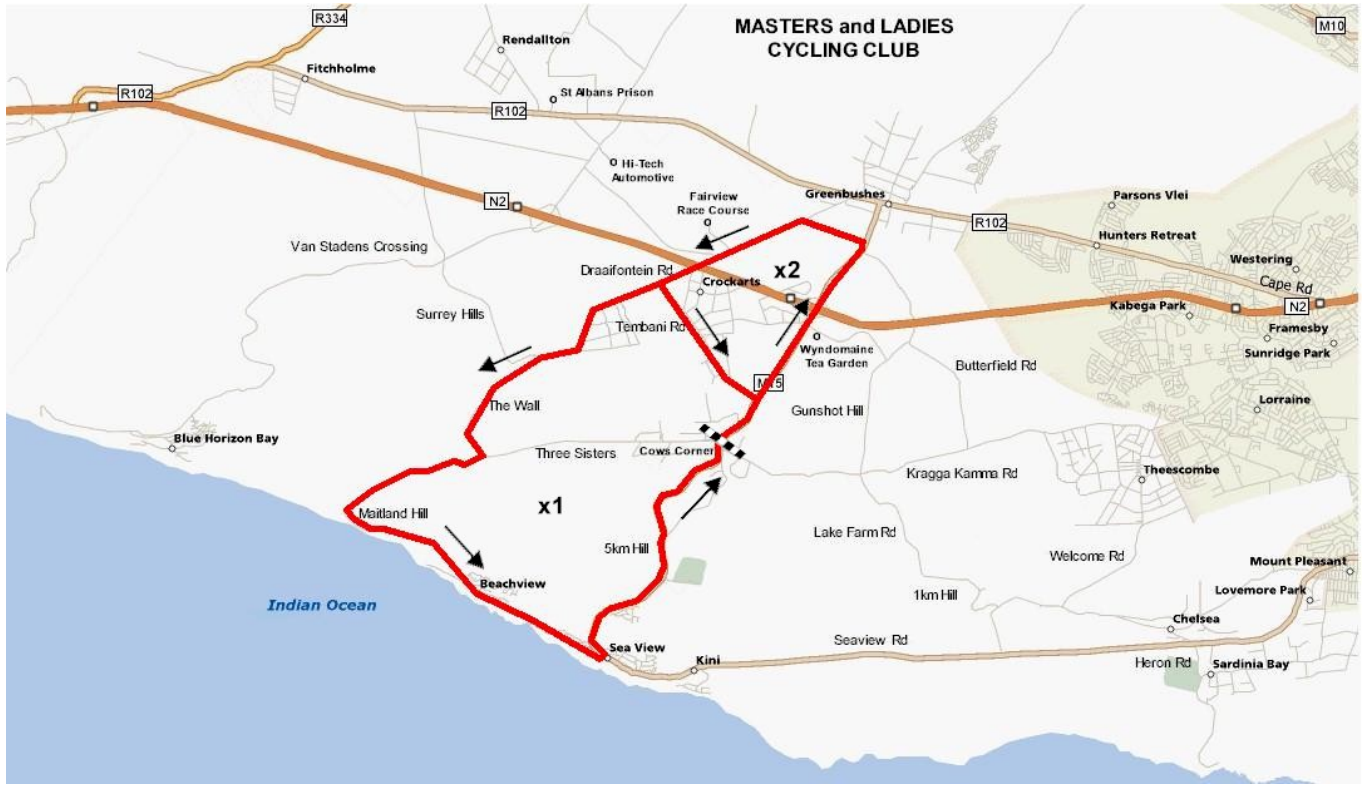 MASTERS and LADIES
CYCLING CLUB
R334
M10
Rendallton
Fitchholme
R102
St Albans Prison
R102
Hi-Tech
Automotive
Fairview
Race Course
Greenbushes
Parsons Vlei
N2
R102
Hunters Retreat
Van Stadens Crossing
Westering
Draaifontein Rd
x2
Crockarts
Cape Rd
Kabega Park
N2
Surrey Hills
Tembani Rd
Framesby
Wyndomaine
Tea Garden
Sunridge Park
Butterfield Rd
M15
The Wall
Gunshot Hill
Lorraine
Blue Horizon Bay
Three Sisters
Cows Corner
Kragga Kamma Rd
Theescombe
x1
Maitland Hill
Lake Farm Rd
5km Hill
Welcome Rd
Mount Pleasant
Beachview
1km Hill
Lovemore Park
Indian Ocean
Chelsea
Seaview Rd
Sea View
Kini
Heron Rd
Sardinia Bay